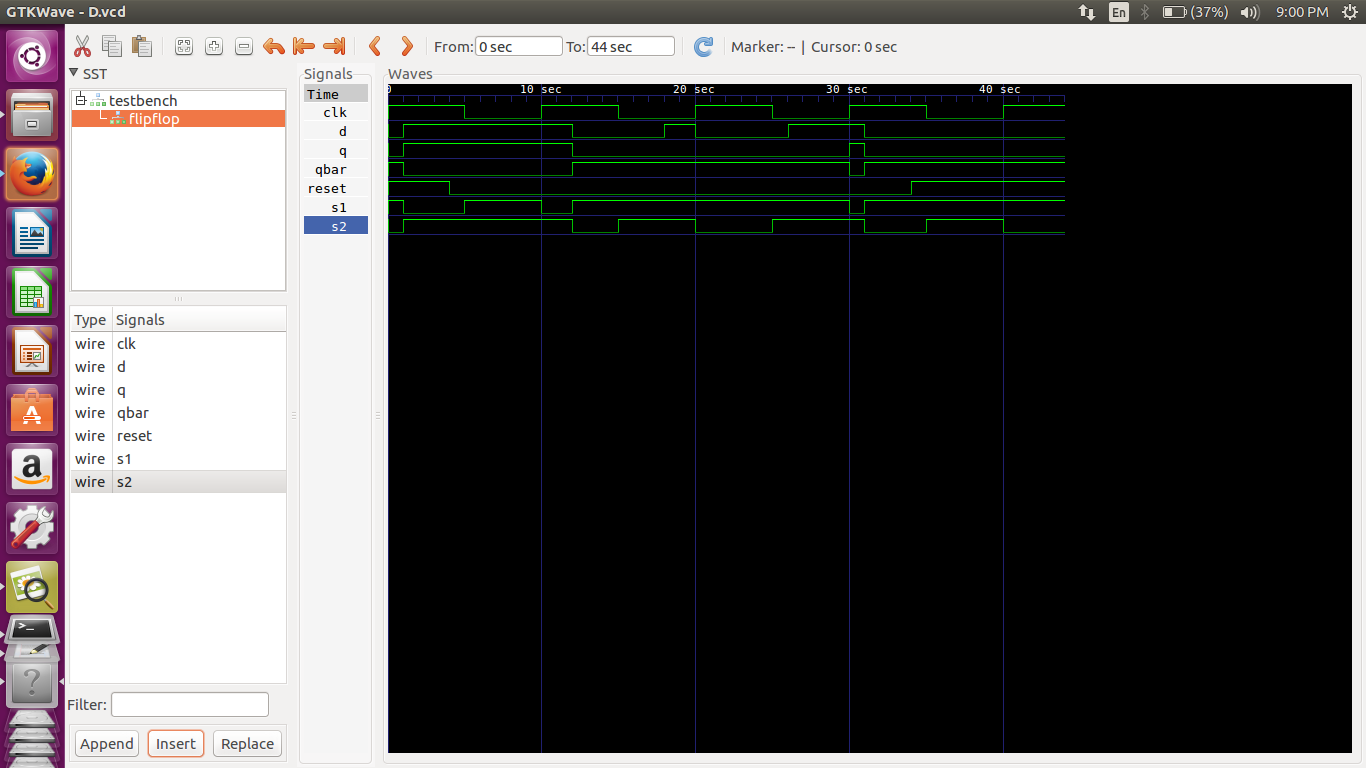 GTKWave - D.vcd
En
(37%)
9:00 PM
From: 0 sec To: 44 sec Marker: -- | Cursor: 0 sec
SST
testbench
flipflop
Type Signals
wire clk
wire d
wire q
wire qbar
wire reset
wire s1
wire s2
Filter:
Append Insert Replace
Signals
Time
clk
d
q
qbar
reset
s1
s2
Waves
0 10 sec 20 sec 30 sec 40 sec